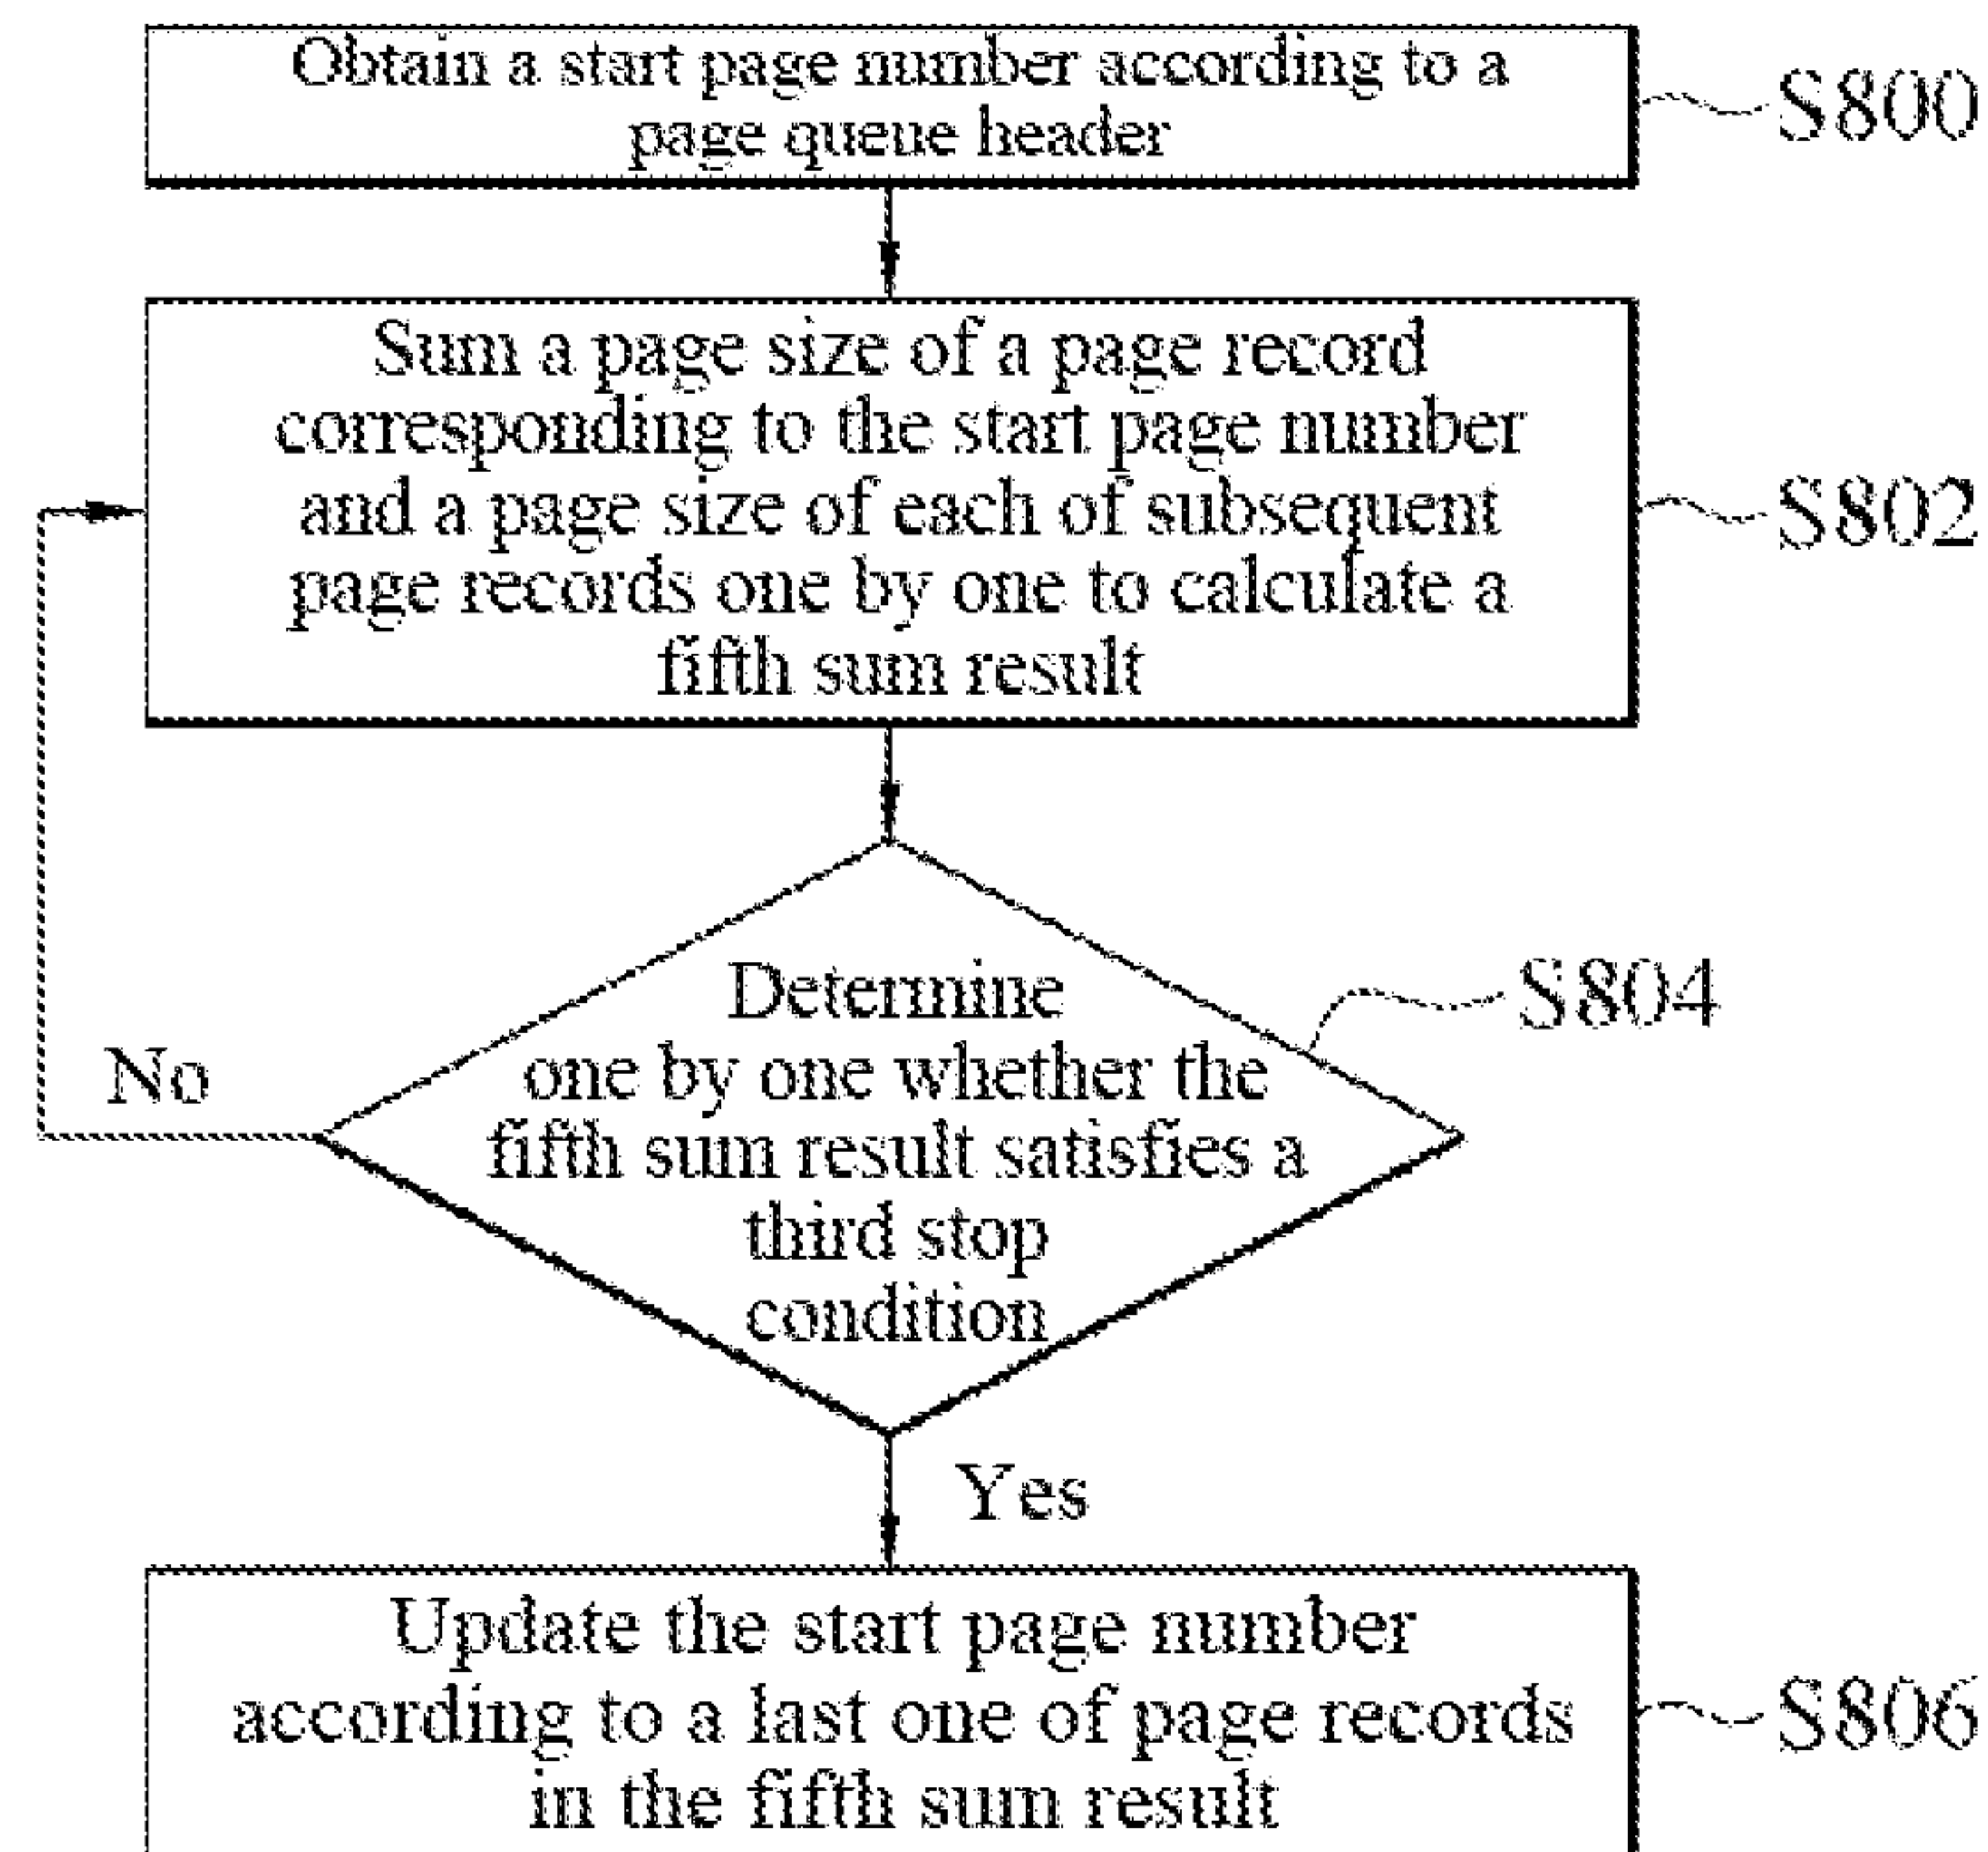 Obtain a start page number according to a
page queue header
S800
Sum a page size of a page record
corresponding to the start page number
and a page size of each of subsequent
page records one by one to calculate a
fifth sum result
S802
Determine
one by one whether the
fifth sum result satisfies a
third stop
condition
S804
No
Yes
Update the start page number
according to a last one of page records
in the fifth sum result
S806